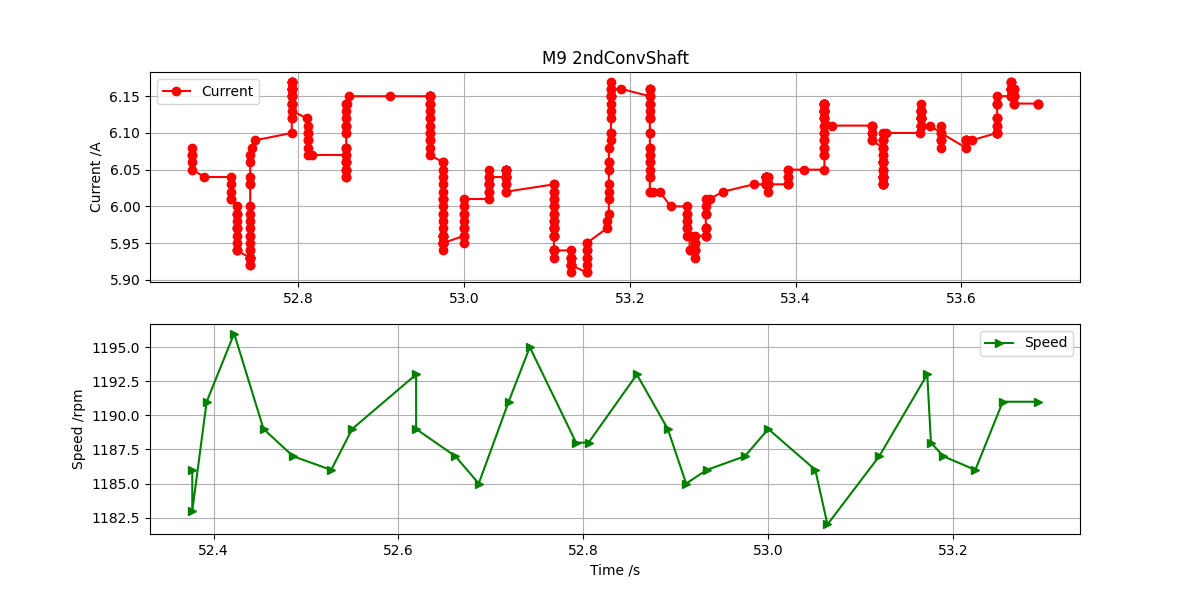 M9 2ndConvShaft
Current
Current /A
6.15
6.10
6.05
6.00
5.95
5.90
52.8 53.0 53.2 53.4 53.6
Speed
Speed /rpm
1195.0
1192.5
1190.0
1187.5
1185.0
1182.5
52.4 52.6 52.8 53.0 53.2
Time /s